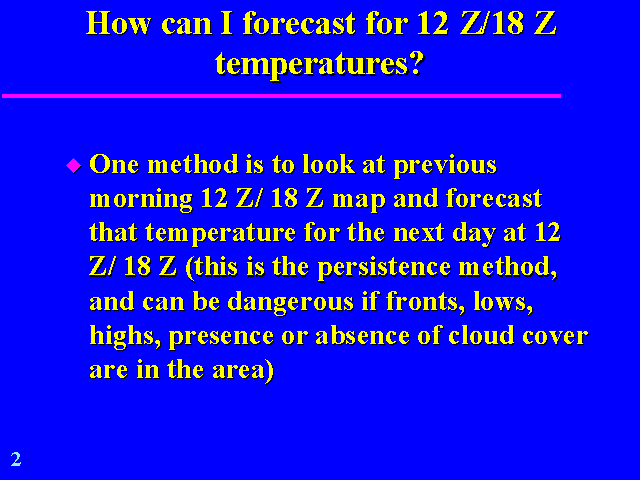 How can I forecast for 12 Z/18 Z
temperatures?
One method is to look at previous
morning 12 Z/ 18 Z map and forecast
that temperature for the next day at 12
Z/ 18 Z (this is the persistence method,
and can be dangerous if fronts, lows,
highs, presence or absence of cloud cover
are in the area)
2